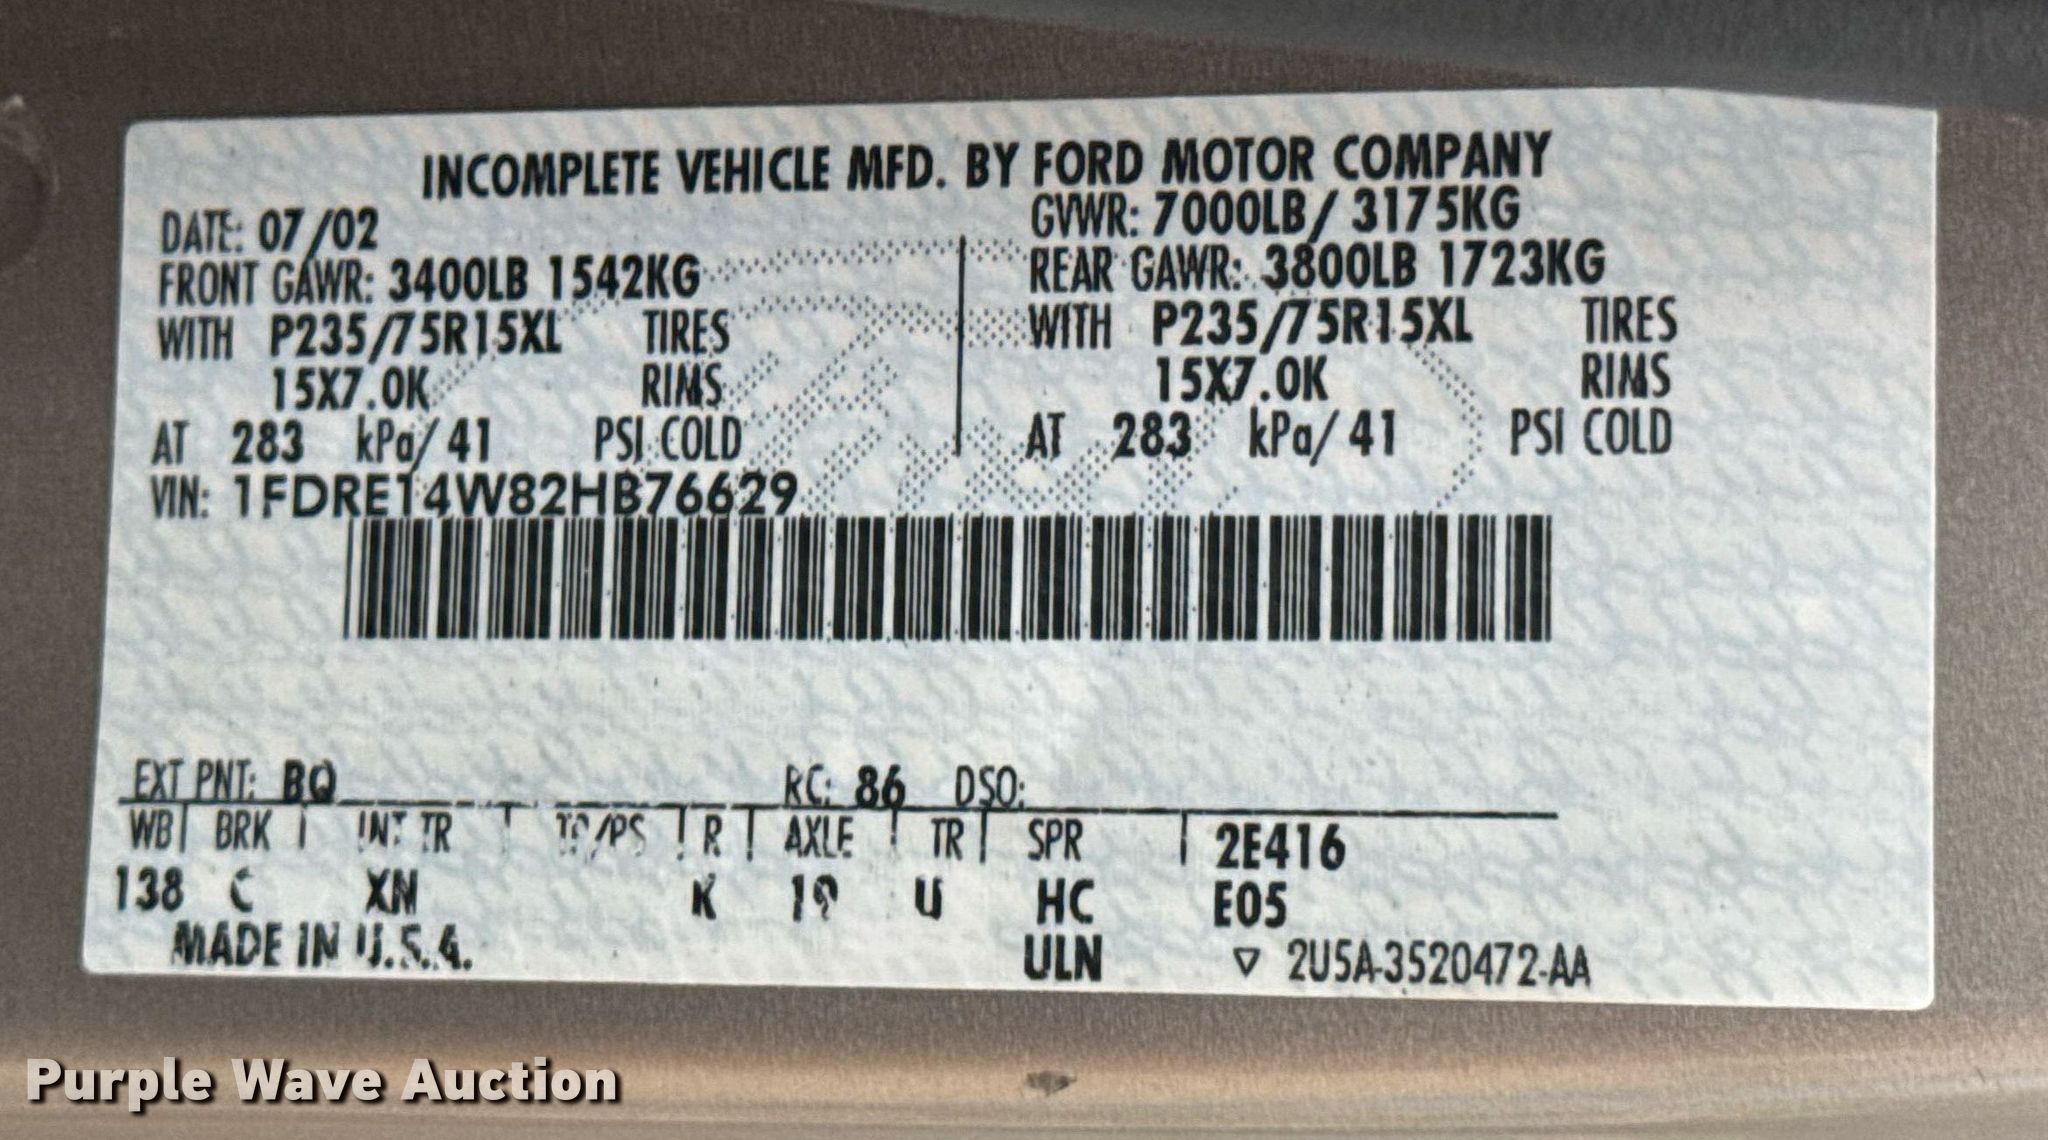 INCOMPLETE VEHICLE MFD. BY FORD MOTOR COMPANY
DATE: 07/02 GVWR: 7000LB/ 3175KG
FRONT GAWR: 3400LB 1542KG REAR GAWR: 3800LB 1723KG
WITH P235/75R15XL TIRES WITH P235/75R15XL TIRES
15X7.0K RIMS 15X7.0K RIMS
AT 283 kPa/ 41 PSI COLD AT 283 kPa/ 41 PSI COLD
VIN: 1FDRE14W82HB76629
EXT PNT: BQ RC: 86 DSO:
WB BRK INT TR TP/PS R AXLE TR SPR 2E416
138 C XN K 19 U HC E05
MADE IN U.S.A. ULN ▽ 2U5A-3520472-AA
Purple Wave Auction